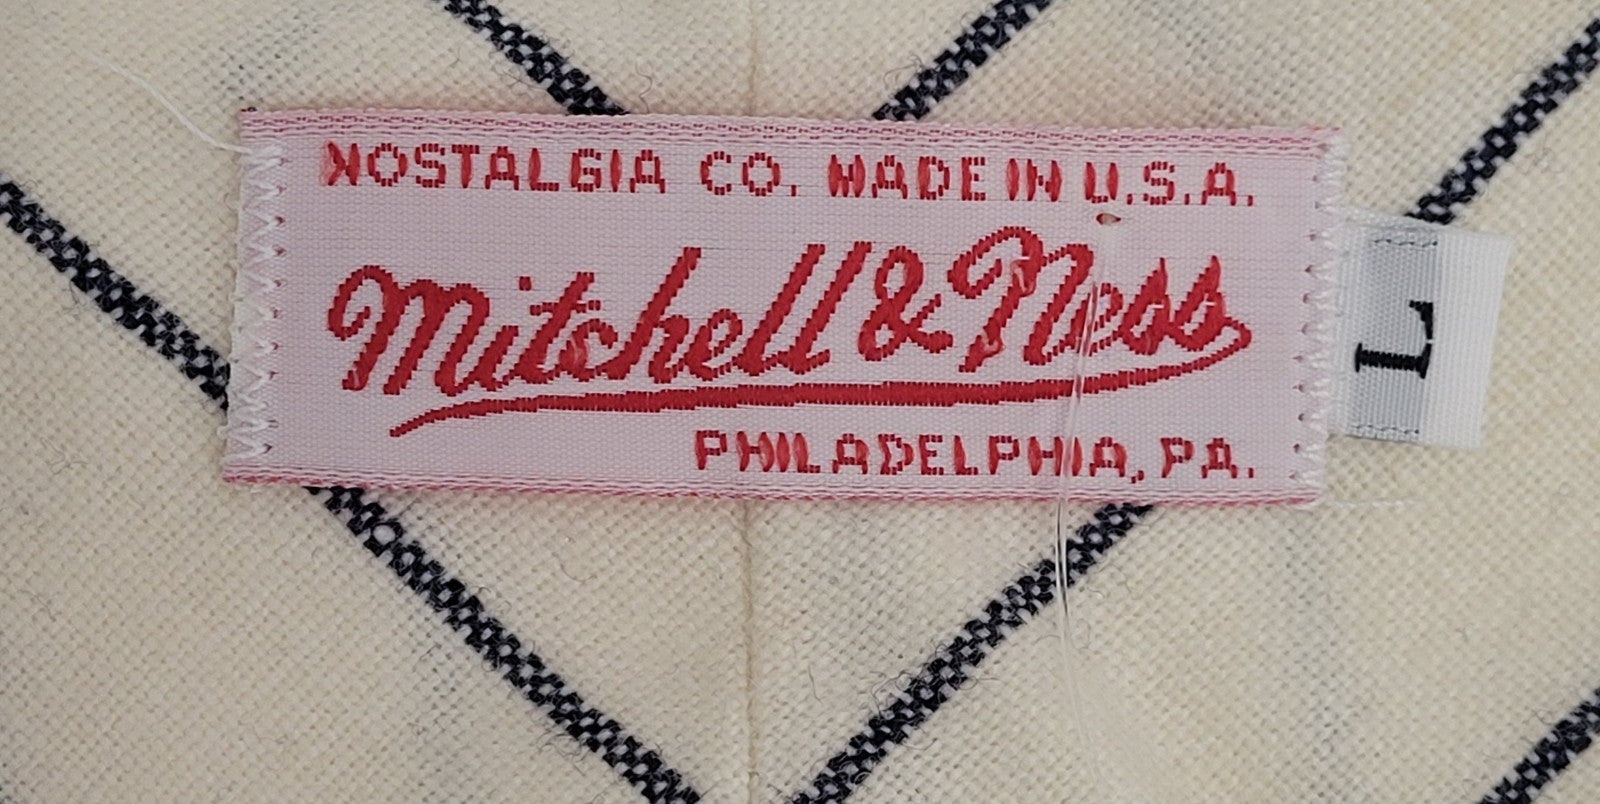 NOSTALGIA CO. MADE IN U.S.A.
Mitchell & Ness
PHILADELPHIA, PA.
L